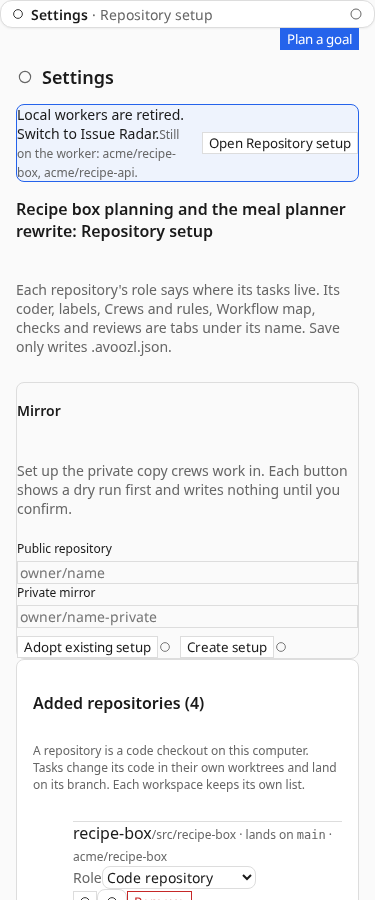 Settings · Repository setup
Plan a goal
Settings
Local workers are retired.
Switch to Issue Radar. Still
on the worker: acme/recipe-
box, acme/recipe-api.
Open Repository setup
Recipe box planning and the meal planner
rewrite: Repository setup
Each repository's role says where its tasks live. Its
coder, labels, Crews and rules, Workflow map,
checks and reviews are tabs under its name. Save
only writes .avoozl.json.
Mirror
Set up the private copy crews work in. Each button
shows a dry run first and writes nothing until you
confirm.
Public repository
owner/name
Private mirror
owner/name-private
Adopt existing setup
Create setup
Added repositories (4)
A repository is a code checkout on this computer.
Tasks change its code in their own worktrees and land
on its branch. Each workspace keeps its own list.
recipe-box/src/recipe-box · lands on main ·
acme/recipe-box
Role Code repository